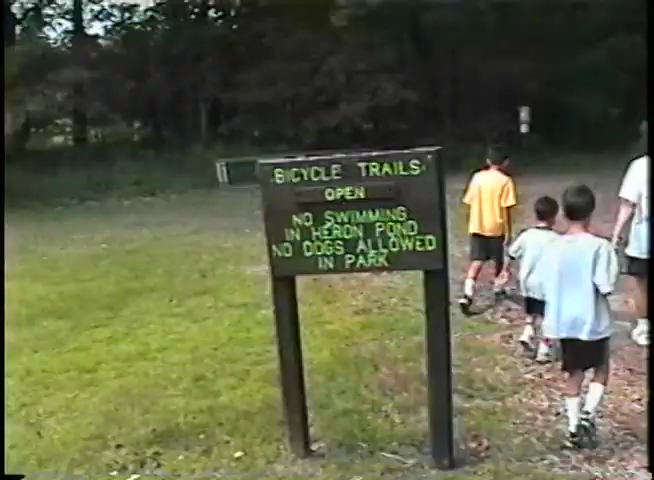 BICYCLE TRAILS
OPEN
NO SWIMMING
IN HERON POND
NO DOGS ALLOWED
IN PARK